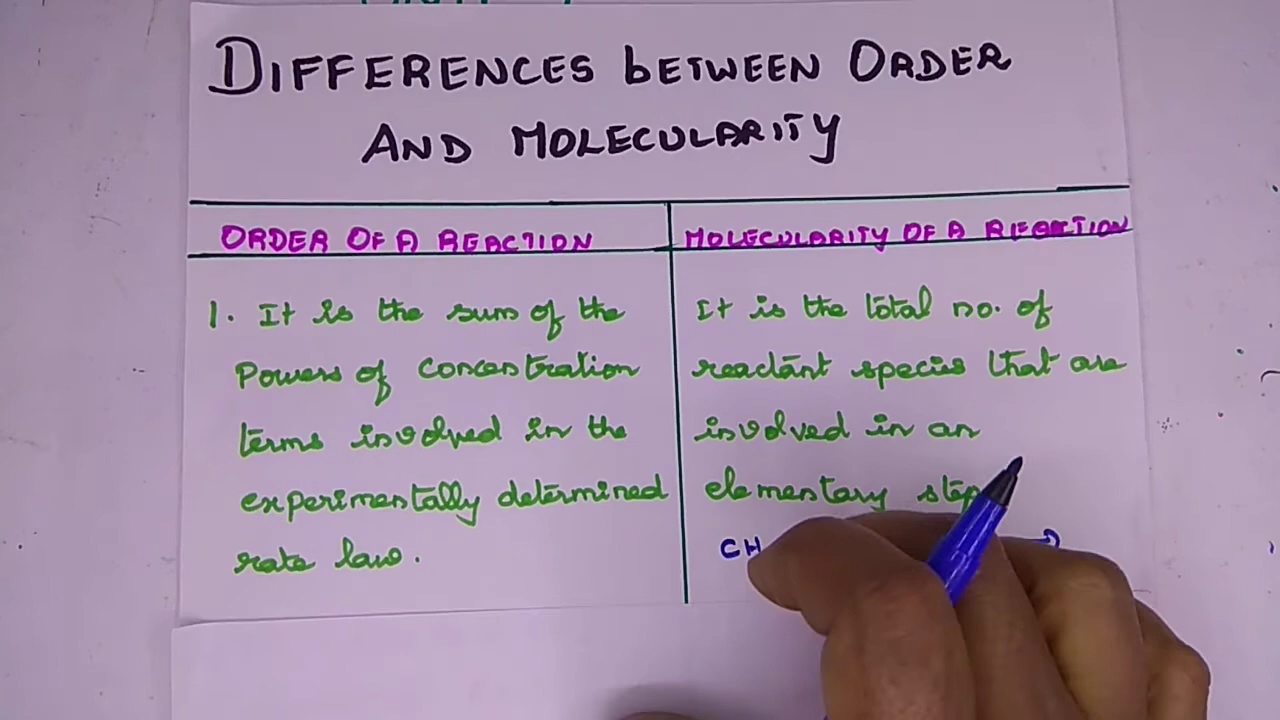 DIFFERENCES bETWEEN ORDER
AND MOLECULARITY
ORDER OF A REACTION
MOLECULARITY OF A REACTION
1. It is the sum of the
Powers of concentration
terms involved in the
experimentally determined
rate law.
It is the total no. of
reactant species that are
involved in an
elementary step
CH